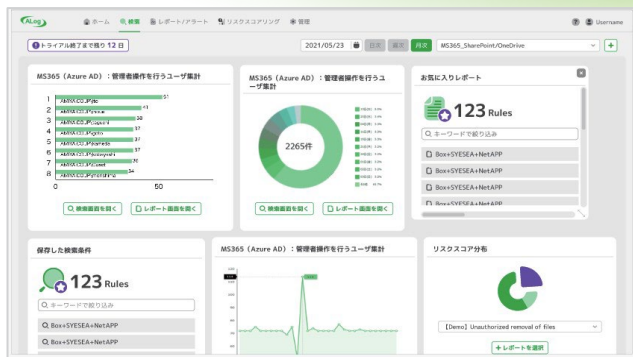 ALog
ホーム
検索
レポート/アラート
リスクスコアリング
管理
Username
トライアル終了まで残り 12 日
2021/05/23
日次
週次
月次
MS365_SharePoint/OneDrive
MS365 (Azure AD) : 管理者操作を行うユーザ集計
1
2
3
4
5
6
7
8
51
41
38
37
37
37
34
0
50
検索画面を開く
レポート画面を開く
MS365 (Azure AD) : 管理者操作を行うユ
ーザ集計
2265件
検索画面を開く
レポート画面を開く
お気に入りレポート
123 Rules
キーワードで絞り込み
Box+SYESEA+NetAPP
Box+SYESEA+NetAPP
Box+SYESEA+NetAPP
保存した検索条件
123 Rules
キーワードで絞り込み
Box+SYESEA+NetAPP
Box+SYESEA+NetAPP
MS365 (Azure AD) : 管理者操作を行うユーザ集計
リスクスコア分布
【Demo】Unauthorized removal of files
+レポートを選択